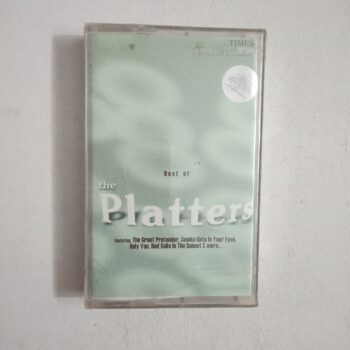 TIMES
Best of
the
Platters
featuring The Great Pretender, Smoke Gets In Your Eyes,
Only You, Red Sails In The Sunset & more...